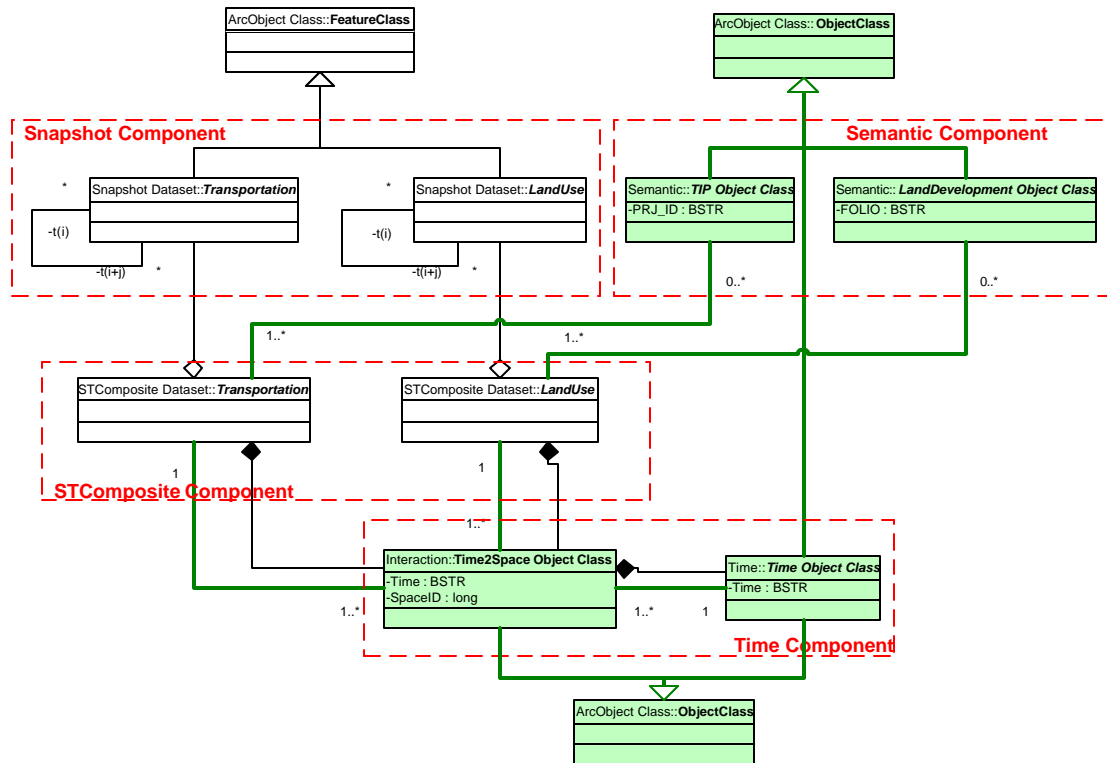 ArcObject Class::FeatureClass
ArcObject Class:: ObjectClass
Snapshot Component
Semantic Component
Snapshot Dataset::Transportation
*
-t(i)
-t(i+j)
*
Snapshot Dataset::LandUse
*
-t(i)
-t(i+j)
*
Semantic:: TIP Object Class
-PRJ_ID : BSTR
Semantic:: LandDevelopment Object Class
-FOLIO : BSTR
0..*
0..*
1..*
1..*
STComposite Dataset::Transportation
STComposite Dataset::LandUse
1
1
STComposite Component
1..*
Interaction::Time2Space Object Class
-Time : BSTR
-SpaceID : long
Time::Time Object Class
-Time : BSTR
1..*
1..*
1
Time Component
ArcObject Class::ObjectClass